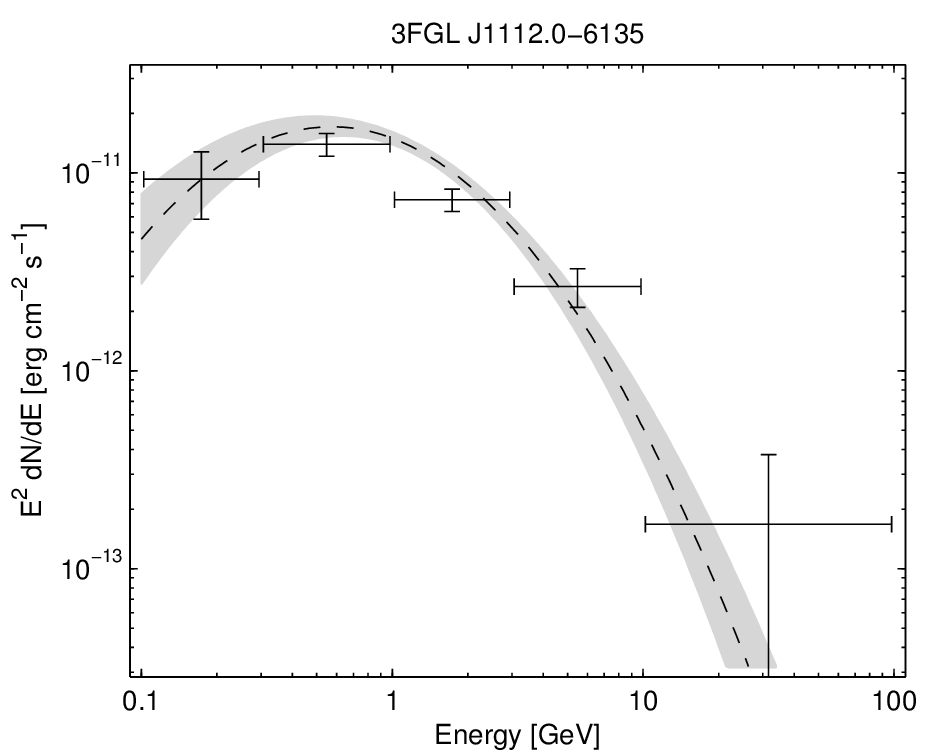 3FGL J1112.0−6135
E² dN/dE [erg cm⁻² s⁻¹]
10⁻¹¹
10⁻¹²
10⁻¹³
0.1 1 10 100
Energy [GeV]